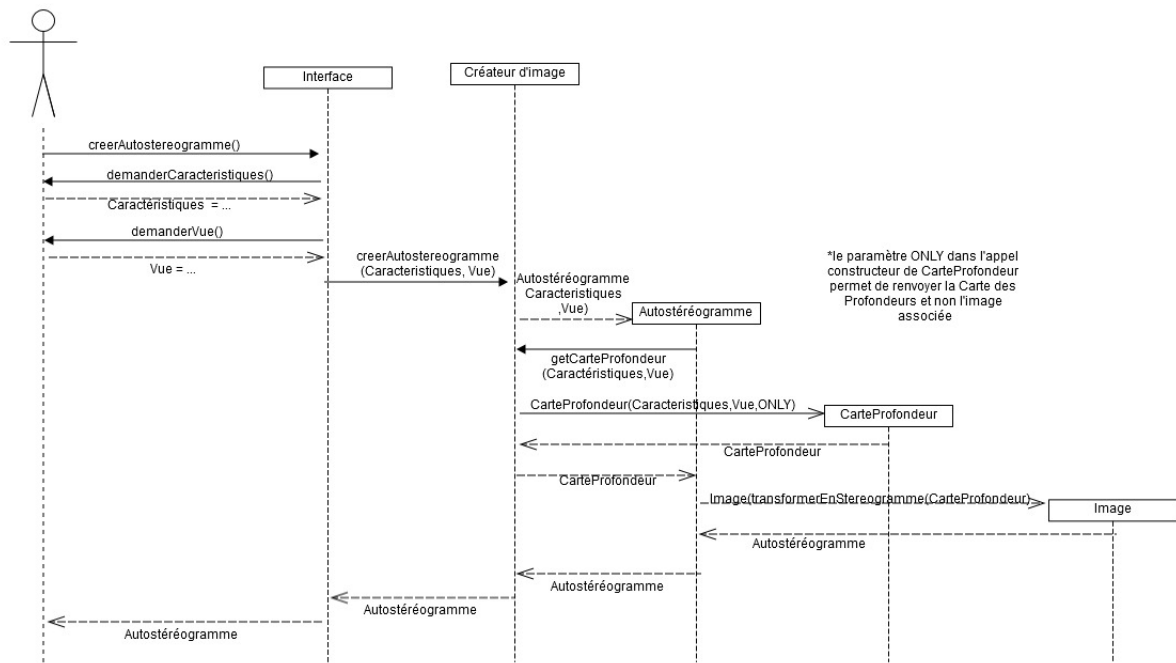 Interface
Créateur d'image
creerAutostereogramme()
demanderCaracteristiques()
Caractéristiques = ...
demanderVue()
Vue = ...
creerAutostereogramme
(Caracteristiques, Vue)
Autostéréogramme
Caracteristiques
,Vue)
*le paramètre ONLY dans l'appel
constructeur de CarteProfondeur
permet de renvoyer la Carte des
Profondeurs et non l'image
associée
Autostéréogramme
getCarteProfondeur
(Caractéristiques,Vue)
CarteProfondeur(Caracteristiques,Vue,ONLY)
CarteProfondeur
CarteProfondeur
CarteProfondeur
Image(transformerEnStereogramme(CarteProfondeur)
Image
Autostéréogramme
Autostéréogramme
Autostéréogramme
Autostéréogramme